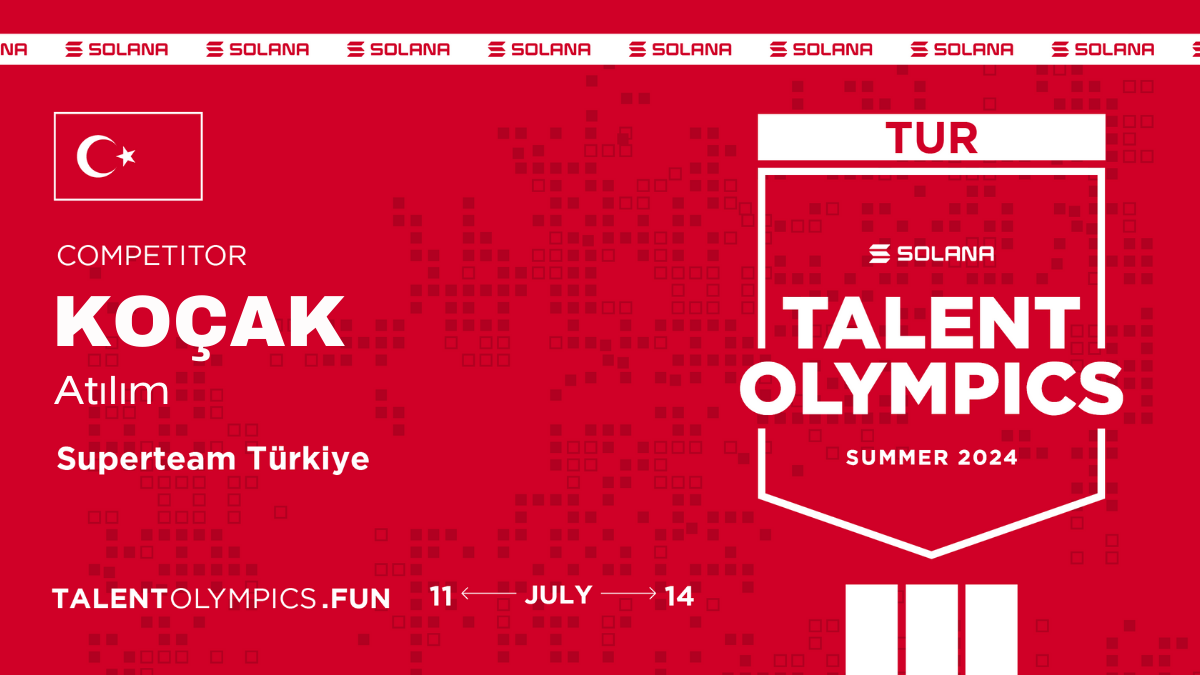 NA SOLANA SOLANA SOLANA SOLANA SOLANA SOLANA SOLANA SOLANA
TUR
COMPETITOR
KOÇAK
Atılım
Superteam Türkiye
SOLANA
TALENT
OLYMPICS
SUMMER 2024
TALENTOLYMPICS.FUN
11 JULY 14